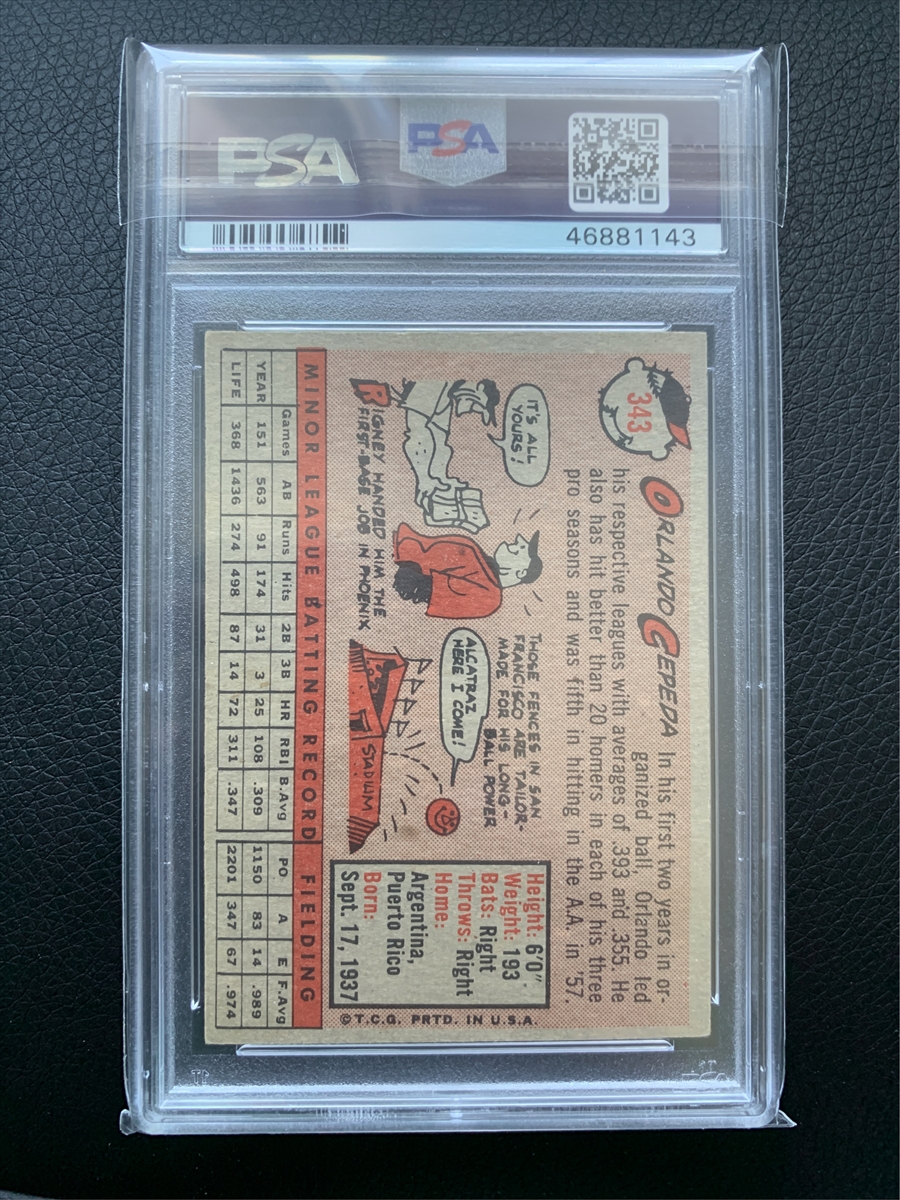 PSA
PSA
46881143
343
ORLANDO CEPEDA In his first two years in or-
ganized ball, Orlando led
his respective leagues with averages of .393 and .355. He
also has hit better than 20 homers in each of his three
pro seasons and was fifth in hitting in the A.A. in '57.
IT'S ALL
YOURS!
RIGNEY HANDED HIM THE
FIRST-BASE JOB IN PHOENIX
THOSE FENCES IN SAN
FRANCISCO ARE TAILOR-
MADE FOR HIS LONG-
BALL POWER
ALCATRAZ
HERE I COME!
STADIUM
Height: 6'0"
Weight: 193
Bats: Right
Throws: Right
Home:
Argentina,
Puerto Rico
Born:
Sept. 17, 1937
©T.C.G. PRTD. IN U.S.A.
MINOR LEAGUE BATTING RECORD FIELDING
Games AB Runs Hits 2B 3B HR RBI B.Avg PO A E F.Avg
YEAR 151 563 91 174 31 3 25 108 .309 1150 83 14 .989
LIFE 368 1436 274 498 87 14 72 311 .347 2201 347 67 .974